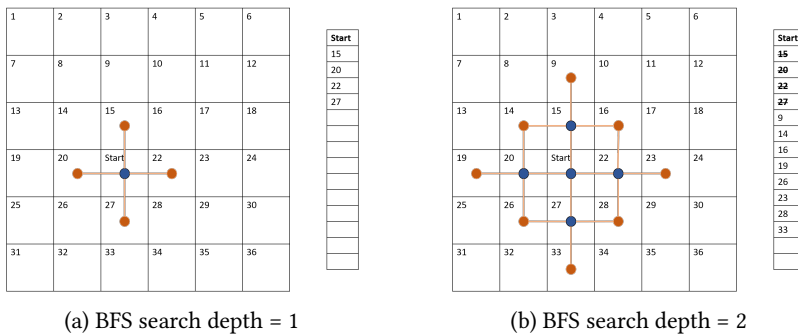 1 2 3 4 5 6
7 8 9 10 11 12
13 14 15 16 17 18
19 20 Start 22 23 24
25 26 27 28 29 30
31 32 33 34 35 36
Start
15
20
22
27
(a) BFS search depth = 1
1 2 3 4 5 6
7 8 9 10 11 12
13 14 15 16 17 18
19 20 Start 22 23 24
25 26 27 28 29 30
31 32 33 34 35 36
Start
15
20
22
27
9
14
16
19
26
23
28
33
(b) BFS search depth = 2